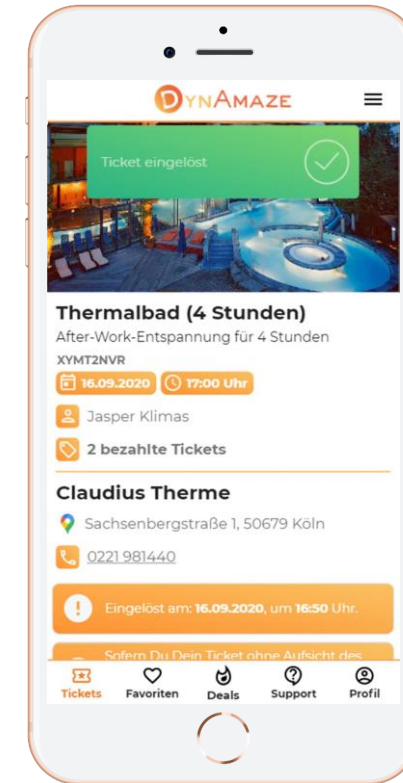 DYNAMAZE
Ticket eingelöst
Thermalbad (4 Stunden)
After-Work-Entspannung für 4 Stunden
XYMT2NVR
16.09.2020 17:00 Uhr
Jasper Klimas
2 bezahlte Tickets
Claudius Therme
Sachsenbergstraße 1, 50679 Köln
0221 981440
Eingelöst am: 16.09.2020, um 16:50 Uhr.
Sofern Du Dein Ticket ohne Aufsicht des
Tickets Favoriten Deals Support Profil